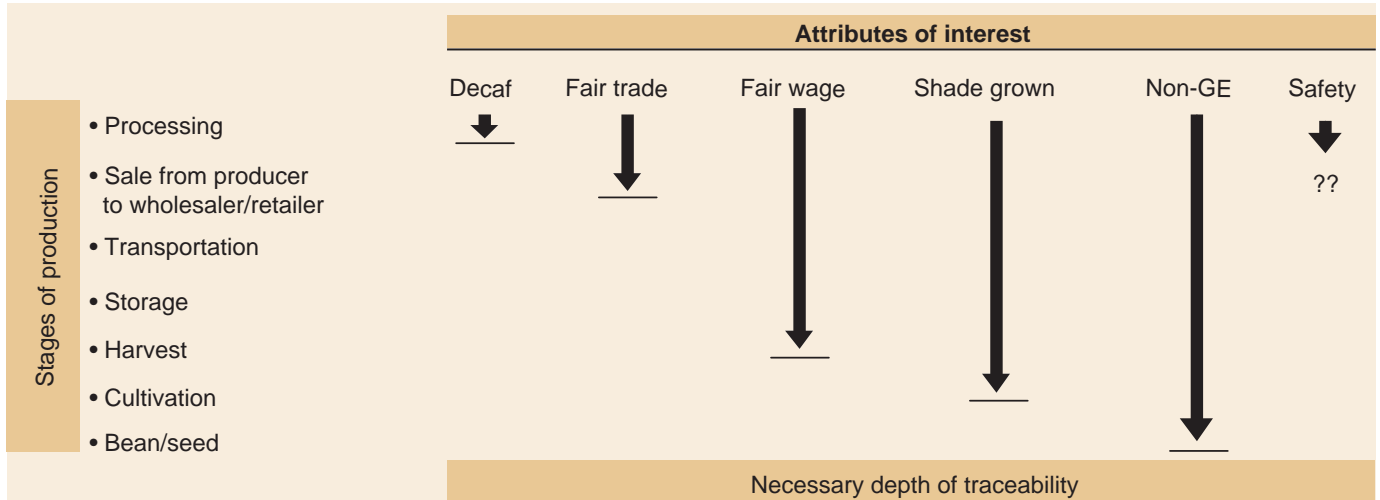 Attributes of interest
Decaf Fair trade Fair wage Shade grown Non-GE Safety
Stages of production
• Processing
• Sale from producer
to wholesaler/retailer
• Transportation
• Storage
• Harvest
• Cultivation
• Bean/seed
??
Necessary depth of traceability